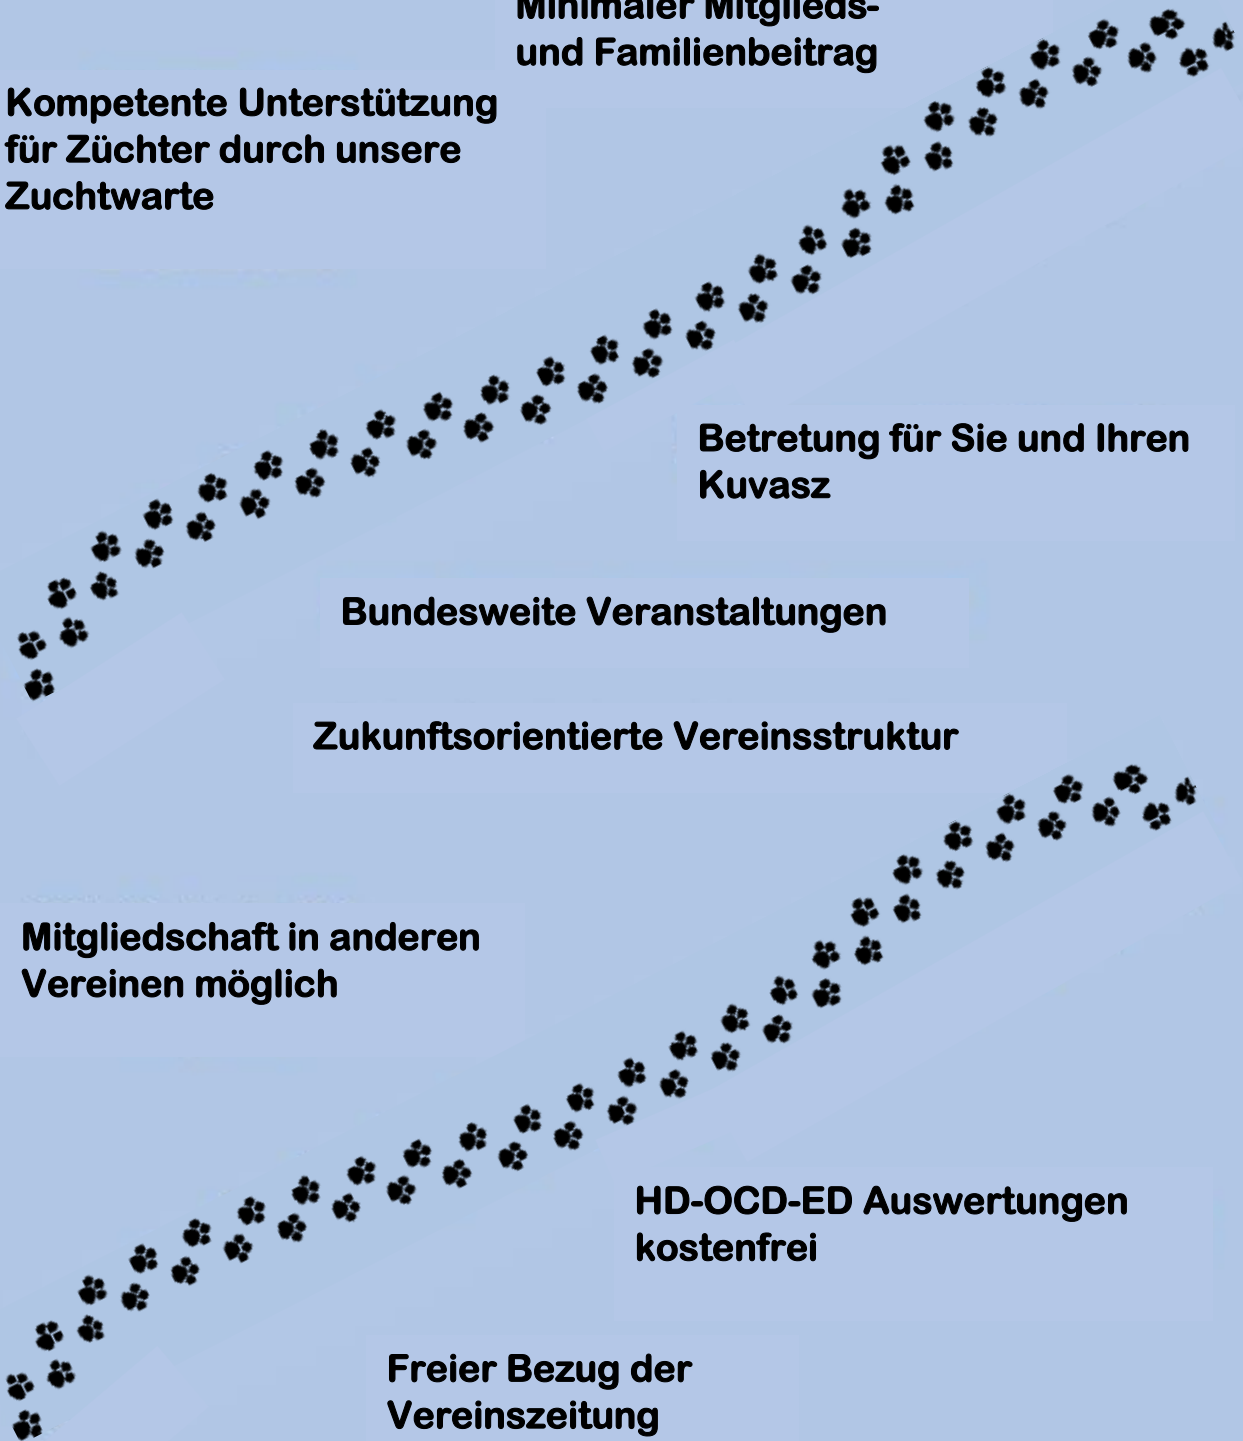 Minimaler Mitglieds-
und Familienbeitrag
Kompetente Unterstützung
für Züchter durch unsere
Zuchtwarte
Betretung für Sie und Ihren
Kuvasz
Bundesweite Veranstaltungen
Zukunftsorientierte Vereinsstruktur
Mitgliedschaft in anderen
Vereinen möglich
HD-OCD-ED Auswertungen
kostenfrei
Freier Bezug der
Vereinszeitung